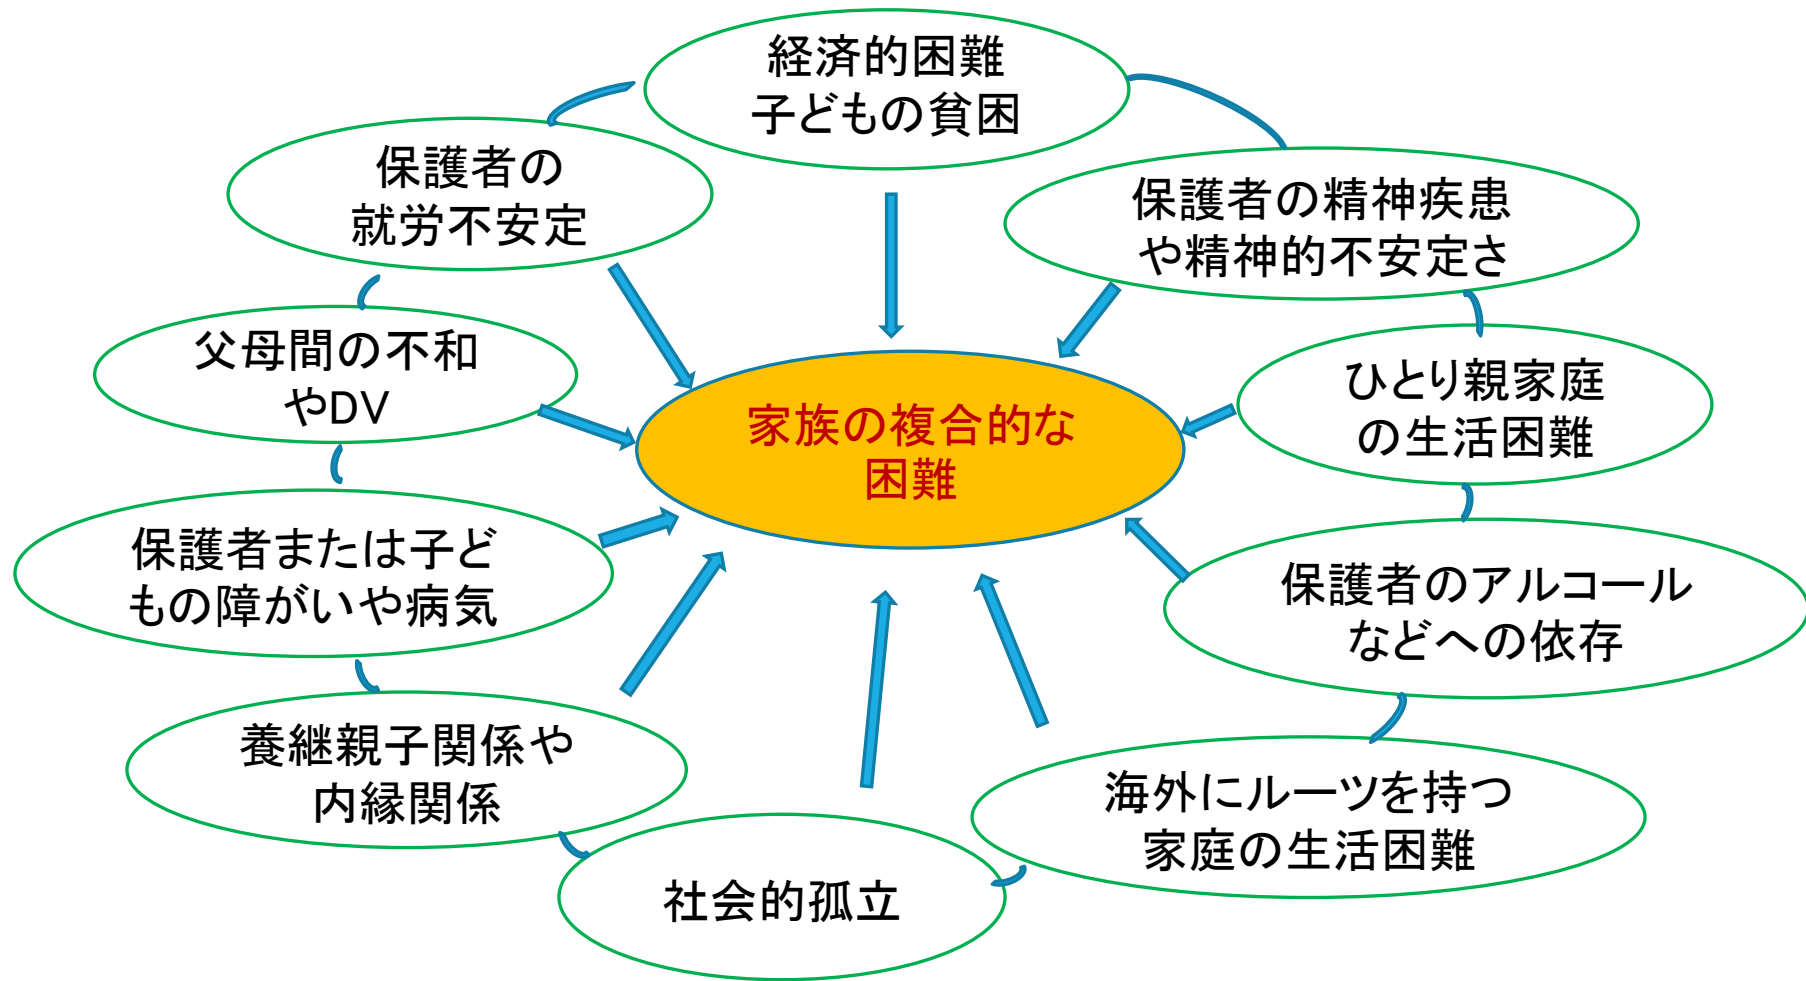 経済的困難
子どもの貧困
保護者の
就労不安定
保護者の精神疾患
や精神的不安定さ
父母間の不和
やDV
ひとり親家庭
の生活困難
家族の複合的な
困難
保護者または子ど
もの障がいや病気
保護者のアルコール
などへの依存
養継親子関係や
内縁関係
海外にルーツを持つ
家庭の生活困難
社会的孤立